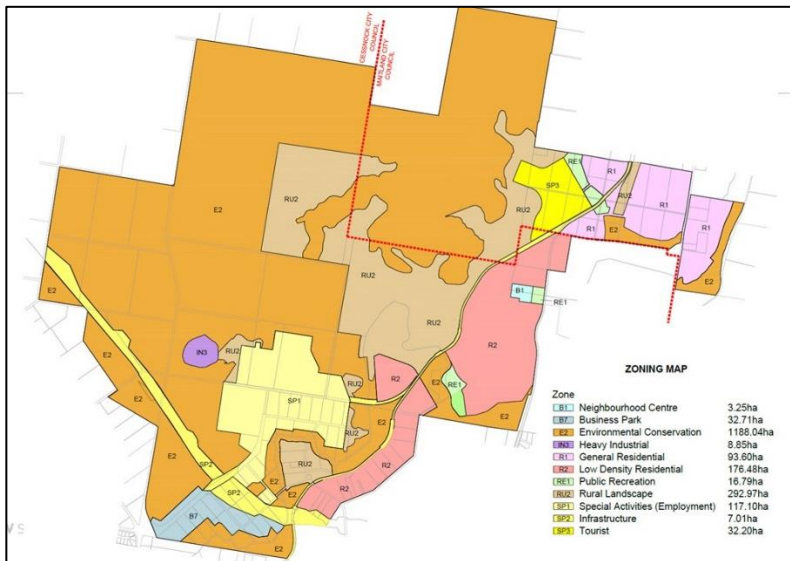 CESSNOCK CITY
COUNCIL
MAITLAND CITY
COUNCIL
RE1
R1
SP3
RU2
R1
E2
RU2
RU2
R1
R1
E2
E2
B1
RE1
E2
RU2
R2
IN3
RU2
R2
E2
RE1
E2
SP1
RU2
E2
RU2
E2
RU2
E2
R2
E2
SP2
SP2
E2
E2
R2
B7
E2
E2
ZONING MAP
Zone
B1 Neighbourhood Centre 3.25ha
B7 Business Park 32.71ha
E2 Environmental Conservation 1188.04ha
IN3 Heavy Industrial 8.85ha
R1 General Residential 93.60ha
R2 Low Density Residential 176.48ha
RE1 Public Recreation 16.79ha
RU2 Rural Landscape 292.97ha
SP1 Special Activities (Employment) 117.10ha
SP2 Infrastructure 7.01ha
SP3 Tourist 32.20ha